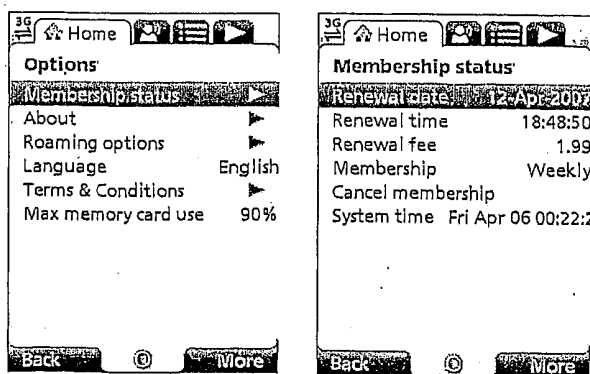 3G Home
Options
Membership status
About
Roaming options
Language English
Terms & Conditions
Max memory card use 90%
Back More
3G Home
Membership status
Renewal date 12-Apr-2007
Renewal time 18:48:50
Renewal fee 1.99
Membership Weekly
Cancel membership
System time Fri Apr 06 00:22:2
Back More